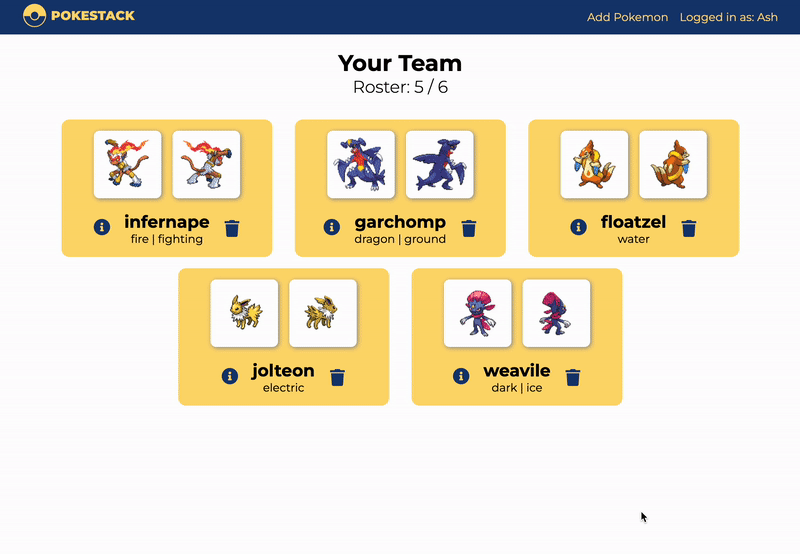 POKESTACK
Add Pokemon
Logged in as: Ash
Your Team
Roster: 5 / 6
infernape
fire | fighting
garchomp
dragon | ground
floatzel
water
jolteon
electric
weavile
dark | ice